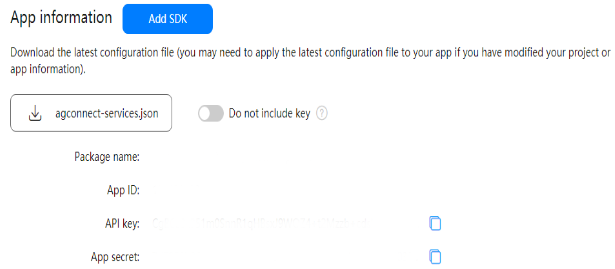 App information Add SDK
Download the latest configuration file (you may need to apply the latest configuration file to your app if you have modified your project or
app information).
agconnect-services.json Do not include key ?
Package name:
App ID:
API key:
App secret: